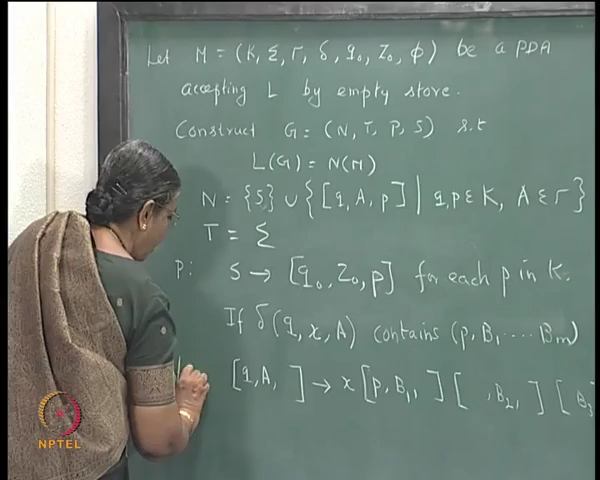 Let M = (K, Σ, Γ, δ, q₀, Z₀, ϕ) be a PDA
accepting L by empty store.
Construct G = (N, T, P, S) s.t
L(G) = N(M)
N = {S} ∪ {[q, A, p] | q, p ε K, A ε Γ}
T = Σ
P: S → [q₀, Z₀, p] for each p in K.
If δ(q, x, A) contains (p, B₁ ..... Bm)
[q, A, ] → x [p, B₁, ] [ , B₂, ] [ B₃
NPTEL